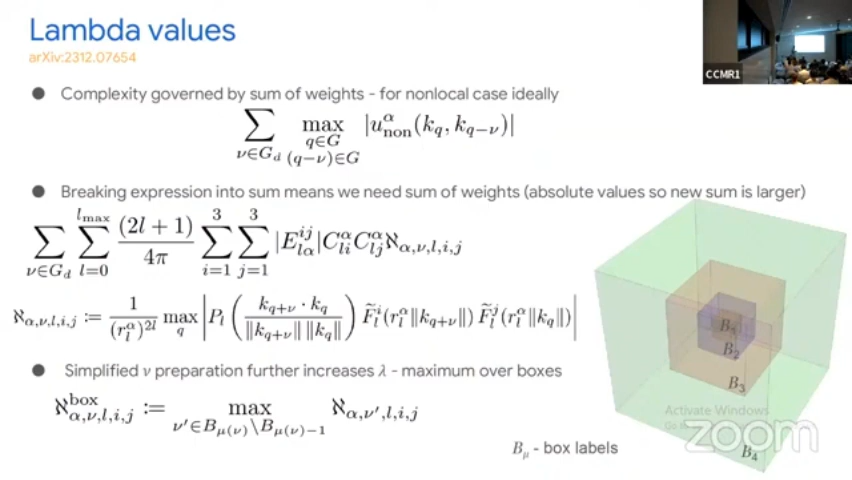 Lambda values
arXiv:2312.07654
CCMR1
● Complexity governed by sum of weights - for nonlocal case ideally
∑_{ν∈G_d} max_{q∈G, (q−ν)∈G} |u^α_non(k_q, k_{q−ν})|
● Breaking expression into sum means we need sum of weights (absolute values so new sum is larger)
∑_{ν∈G_d} ∑_{l=0}^{l_max} (2l + 1)/4π ∑_{i=1}^{3} ∑_{j=1}^{3} |E^{ij}_{lα}| C^α_{li} C^α_{lj} ℵ_{α,ν,l,i,j}
ℵ_{α,ν,l,i,j} := 1/(r^α_l)^{2l} max_q |P_l (k_{q+ν} · k_q / ‖k_{q+ν}‖ ‖k_q‖) F̃^i_l(r^α_l‖k_{q+ν}‖) F̃^j_l(r^α_l‖k_q‖)|
● Simplified ν preparation further increases λ - maximum over boxes
ℵ^box_{α,ν,l,i,j} := max_{ν′∈B_{μ(ν)}\B_{μ(ν)−1}} ℵ_{α,ν′,l,i,j}
B_μ - box labels
B_2
B_3
B_4
Activate Windows
zoom